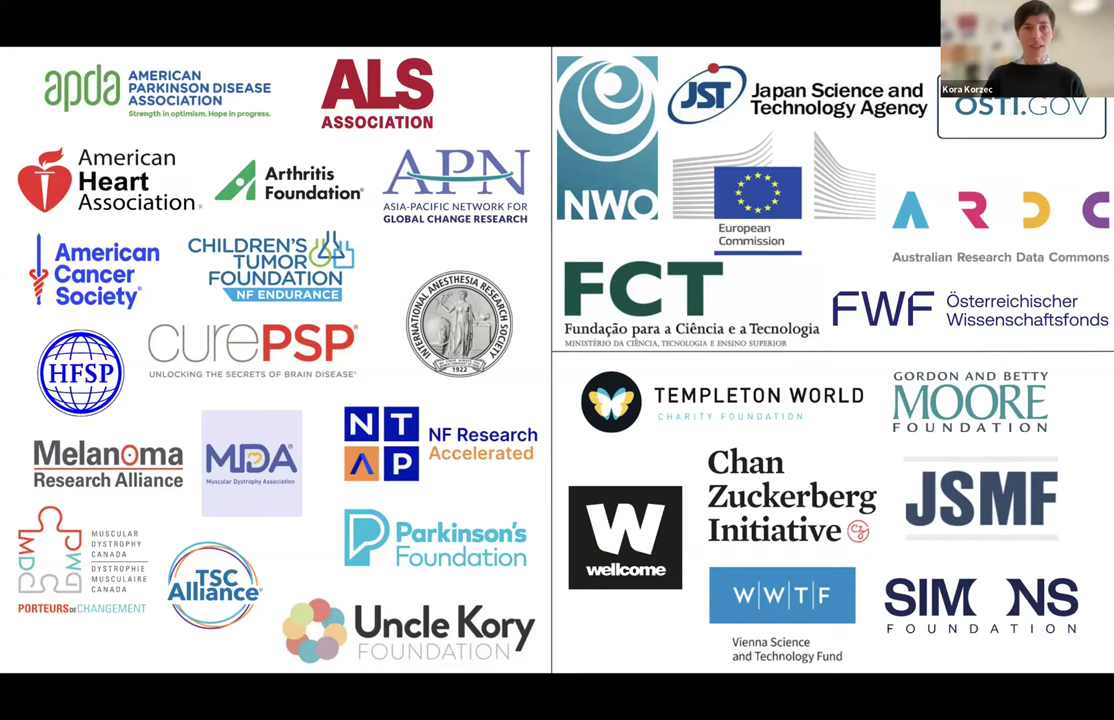 Kora Korzec
apda AMERICAN
PARKINSON DISEASE
ASSOCIATION
Strength in optimism. Hope in progress.
ALS
ASSOCIATION
American
Heart
Association®
Arthritis
Foundation®
APN
ASIA-PACIFIC NETWORK FOR
GLOBAL CHANGE RESEARCH
American
Cancer
Society®
CHILDREN'S
TUMOR
FOUNDATION
NF ENDURANCE
INTERNATIONAL ANESTHESIA RESEARCH SOCIETY
1922
HFSP
curePSP®
UNLOCKING THE SECRETS OF BRAIN DISEASE®
Melanoma
Research Alliance
MDA®
Muscular Dystrophy Association
NT
AP
NF Research
Accelerated
MUSCULAR
DYSTROPHY
CANADA
DYSTROPHIE
MUSCULAIRE
CANADA
PORTEURS DE CHANGEMENT
TSC
Alliance®
Parkinson's
Foundation
Uncle Kory
FOUNDATION
NWO
JST Japan Science and
Technology Agency
OSTI.GOV
European
Commission
ARDC
Australian Research Data Commons
FCT
Fundação para a Ciência e a Tecnologia
MINISTÉRIO DA CIÊNCIA, TECNOLOGIA E ENSINO SUPERIOR
FWF Österreichischer
Wissenschaftsfonds
TEMPLETON WORLD
CHARITY FOUNDATION
GORDON AND BETTY
MOORE
FOUNDATION
Chan
Zuckerberg
Initiative
CZI
W
wellcome
JSMF
W|W|T|F
Vienna Science
and Technology Fund
SIMONS
FOUNDATION